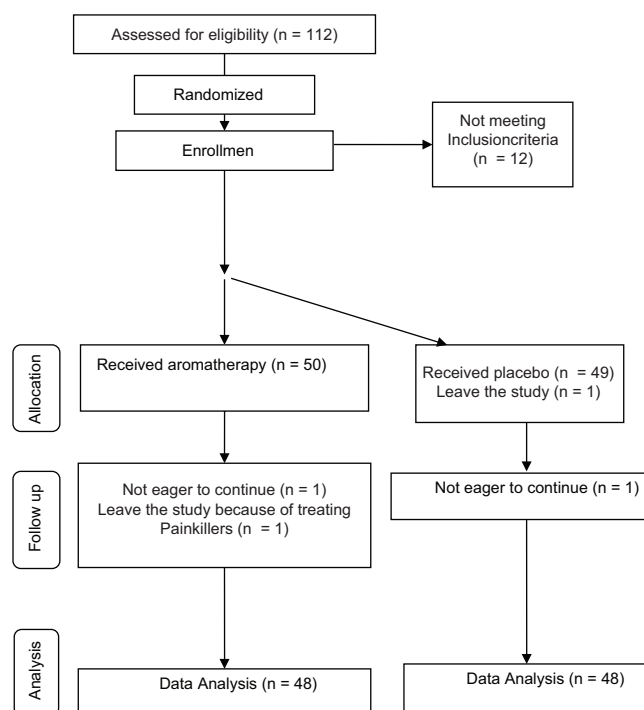 Assessed for eligibility (n = 112)
Randomized
Enrollmen
Not meeting
Inclusioncriteria
(n = 12)
Allocation
Received aromatherapy (n = 50)
Received placebo (n = 49)
Leave the study (n = 1)
Follow up
Not eager to continue (n = 1)
Leave the study because of treating
Painkillers (n = 1)
Not eager to continue (n = 1)
Analysis
Data Analysis (n = 48)
Data Analysis (n = 48)